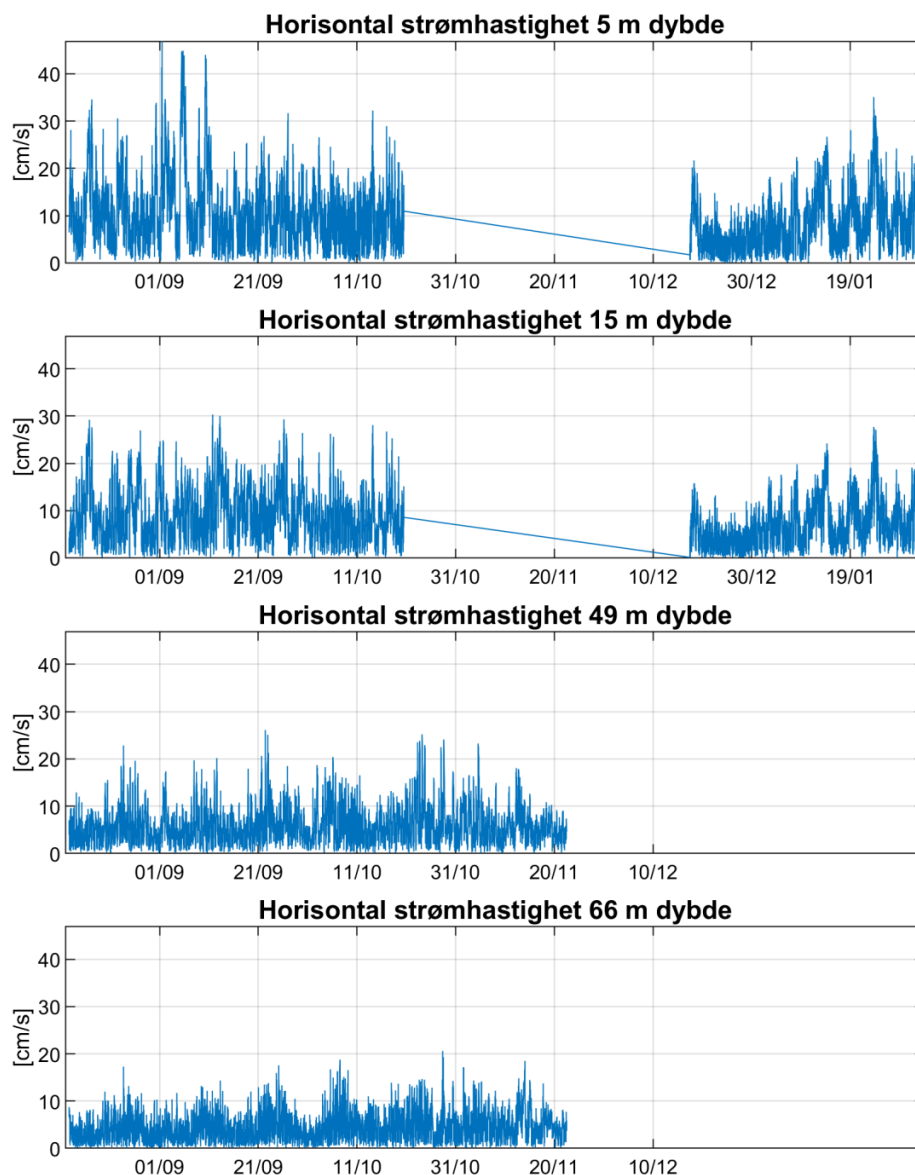 Horisontal strømhastighet 5 m dybde
40
30
20
10
0
[cm/s]
01/09 21/09 11/10 31/10 20/11 10/12 30/12 19/01
Horisontal strømhastighet 15 m dybde
40
30
20
10
0
[cm/s]
01/09 21/09 11/10 31/10 20/11 10/12 30/12 19/01
Horisontal strømhastighet 49 m dybde
40
30
20
10
0
[cm/s]
01/09 21/09 11/10 31/10 20/11 10/12
Horisontal strømhastighet 66 m dybde
40
30
20
10
0
[cm/s]
01/09 21/09 11/10 31/10 20/11 10/12